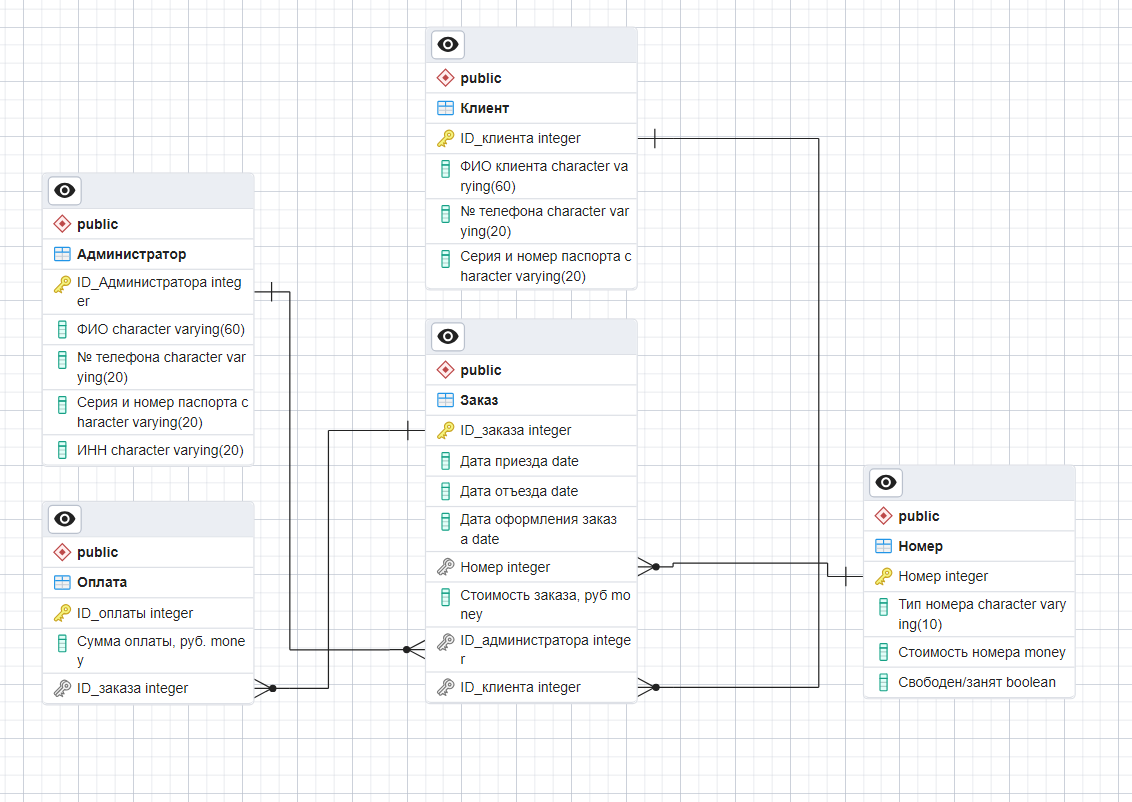 public
Клиент
ID_клиента integer
ФИО клиента character va
rying(60)
№ телефона character var
ying(20)
Серия и номер паспорта c
haracter varying(20)
public
Администратор
ID_Администратора integ
er
ФИО character varying(60)
№ телефона character var
ying(20)
Серия и номер паспорта c
haracter varying(20)
ИНН character varying(20)
public
Заказ
ID_заказа integer
Дата приезда date
Дата отъезда date
Дата оформления заказ
а date
Номер integer
Стоимость заказа, руб mo
ney
ID_администратора intege
r
ID_клиента integer
public
Оплата
ID_оплаты integer
Сумма оплаты, руб. mone
y
ID_заказа integer
public
Номер
Номер integer
Тип номера character vary
ing(10)
Стоимость номера money
Свободен/занят boolean